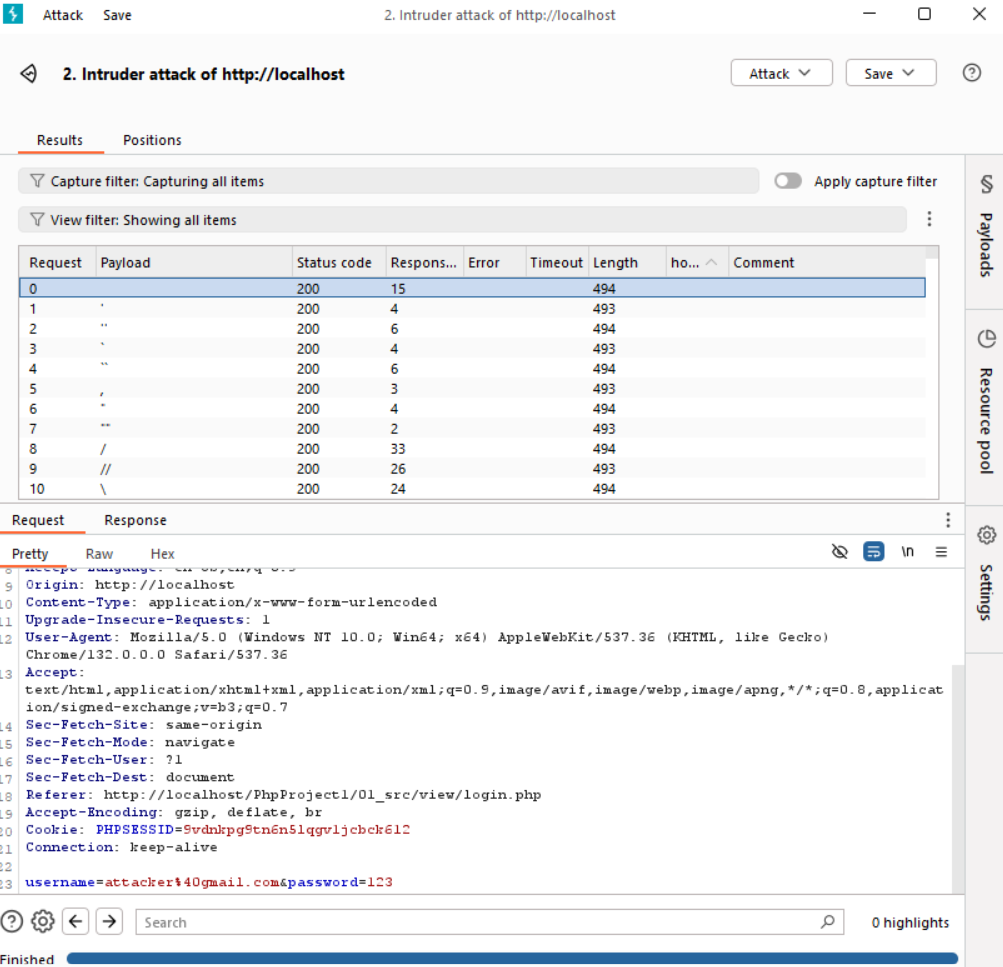 Attack Save 2. Intruder attack of http://localhost
2. Intruder attack of http://localhost Attack Save
Results Positions
Capture filter: Capturing all items Apply capture filter
View filter: Showing all items
Request Payload Status code Respons... Error Timeout Length ho... Comment
0 200 15 494
1 ' 200 4 493
2 '' 200 6 494
3 ` 200 4 493
4 `` 200 6 494
5 , 200 3 493
6 " 200 4 494
7 "" 200 2 493
8 / 200 33 494
9 // 200 26 493
10 \ 200 24 494
Payloads
Resource pool
Settings
Request Response
Pretty Raw Hex \n
9 Origin: http://localhost
10 Content-Type: application/x-www-form-urlencoded
11 Upgrade-Insecure-Requests: 1
12 User-Agent: Mozilla/5.0 (Windows NT 10.0; Win64; x64) AppleWebKit/537.36 (KHTML, like Gecko)
Chrome/132.0.0.0 Safari/537.36
13 Accept:
text/html,application/xhtml+xml,application/xml;q=0.9,image/avif,image/webp,image/apng,*/*;q=0.8,applicat
ion/signed-exchange;v=b3;q=0.7
14 Sec-Fetch-Site: same-origin
15 Sec-Fetch-Mode: navigate
16 Sec-Fetch-User: ?1
17 Sec-Fetch-Dest: document
18 Referer: http://localhost/PhpProject1/01_src/view/login.php
19 Accept-Encoding: gzip, deflate, br
20 Cookie: PHPSESSID=9vdnkpg9tn6n5lqgvljcbck612
21 Connection: keep-alive
22
23 username=attacker%40gmail.com&password=123
Search 0 highlights
Finished